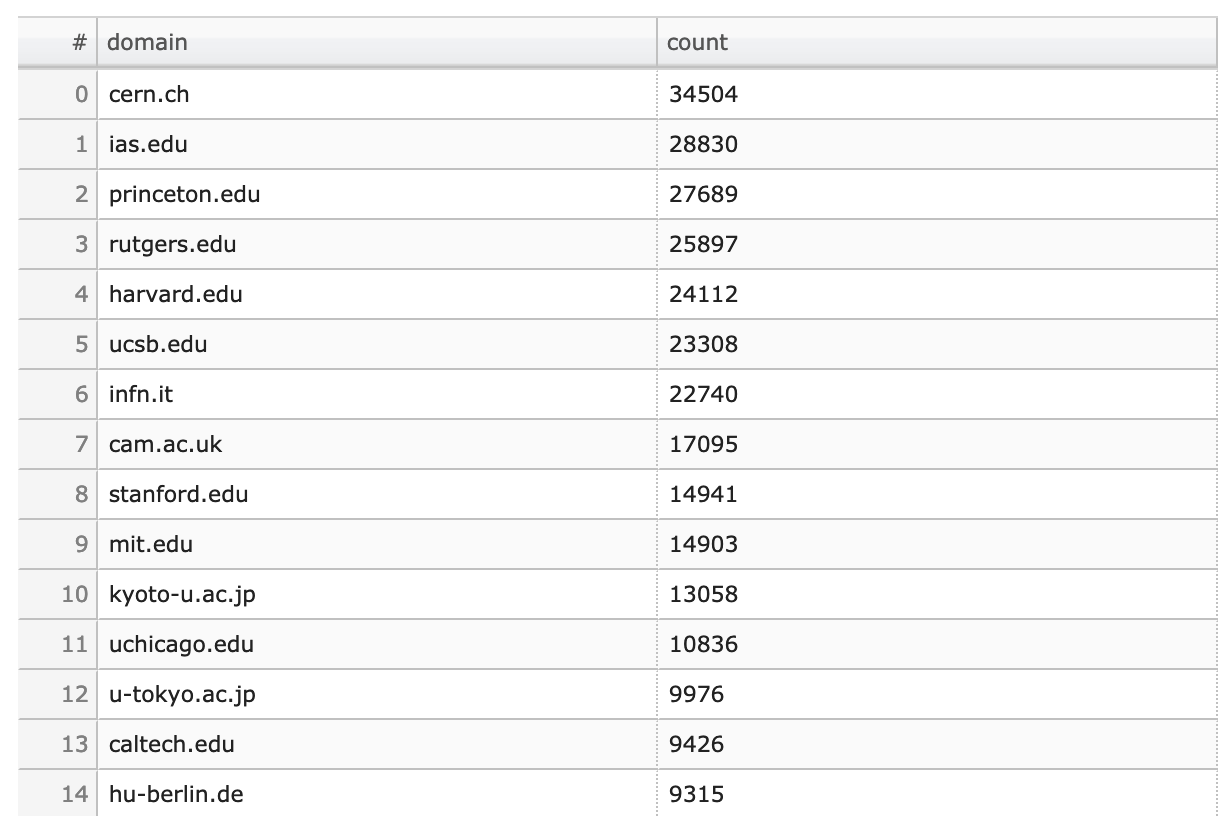 # domain count
0 cern.ch 34504
1 ias.edu 28830
2 princeton.edu 27689
3 rutgers.edu 25897
4 harvard.edu 24112
5 ucsb.edu 23308
6 infn.it 22740
7 cam.ac.uk 17095
8 stanford.edu 14941
9 mit.edu 14903
10 kyoto-u.ac.jp 13058
11 uchicago.edu 10836
12 u-tokyo.ac.jp 9976
13 caltech.edu 9426
14 hu-berlin.de 9315